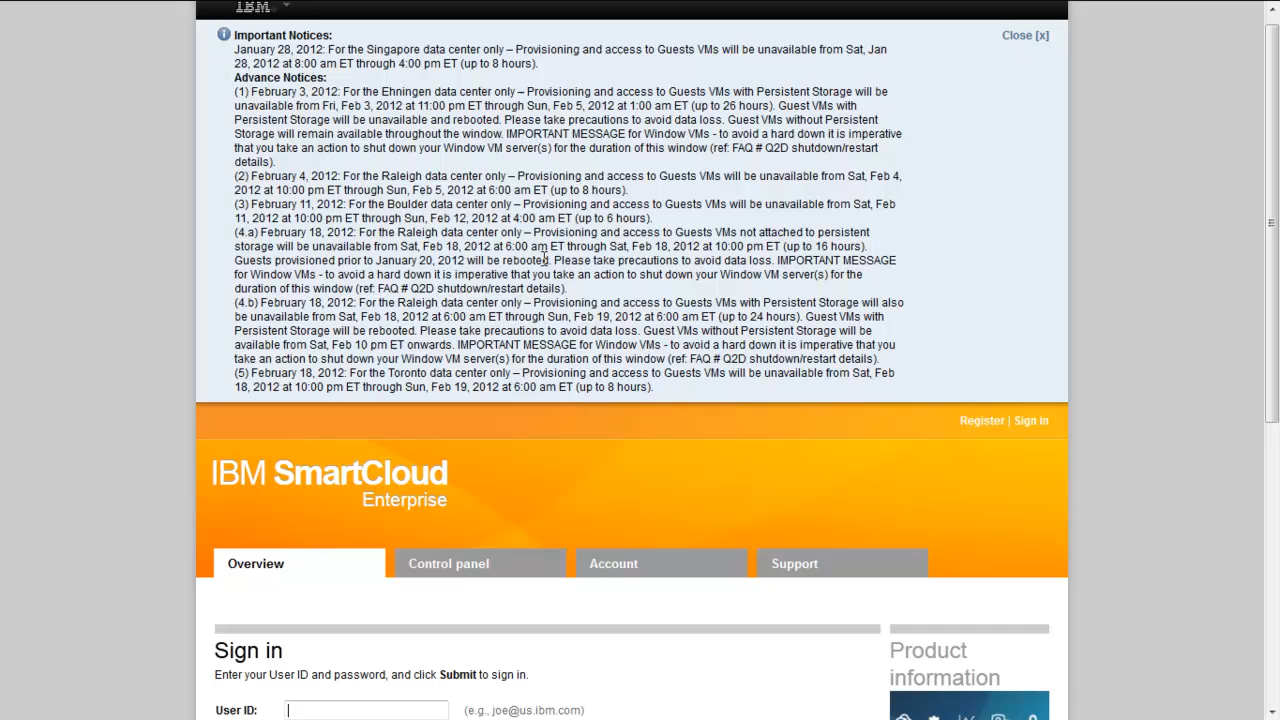 IBM
Important Notices:
Close [x]
January 28, 2012: For the Singapore data center only – Provisioning and access to Guests VMs will be unavailable from Sat, Jan
28, 2012 at 8:00 am ET through 4:00 pm ET (up to 8 hours).
Advance Notices:
(1) February 3, 2012: For the Ehningen data center only – Provisioning and access to Guests VMs with Persistent Storage will be
unavailable from Fri, Feb 3, 2012 at 11:00 pm ET through Sun, Feb 5, 2012 at 1:00 am ET (up to 26 hours). Guest VMs with
Persistent Storage will be unavailable and rebooted. Please take precautions to avoid data loss. Guest VMs without Persistent
Storage will remain available throughout the window. IMPORTANT MESSAGE for Window VMs - to avoid a hard down it is imperative
that you take an action to shut down your Window VM server(s) for the duration of this window (ref: FAQ # Q2D shutdown/restart
details).
(2) February 4, 2012: For the Raleigh data center only – Provisioning and access to Guests VMs will be unavailable from Sat, Feb 4,
2012 at 10:00 pm ET through Sun, Feb 5, 2012 at 6:00 am ET (up to 8 hours).
(3) February 11, 2012: For the Boulder data center only – Provisioning and access to Guests VMs will be unavailable from Sat, Feb
11, 2012 at 10:00 pm ET through Sun, Feb 12, 2012 at 4:00 am ET (up to 6 hours).
(4.a) February 18, 2012: For the Raleigh data center only – Provisioning and access to Guests VMs not attached to persistent
storage will be unavailable from Sat, Feb 18, 2012 at 6:00 am ET through Sat, Feb 18, 2012 at 10:00 pm ET (up to 16 hours).
Guests provisioned prior to January 20, 2012 will be rebooted. Please take precautions to avoid data loss. IMPORTANT MESSAGE
for Window VMs - to avoid a hard down it is imperative that you take an action to shut down your Window VM server(s) for the
duration of this window (ref: FAQ # Q2D shutdown/restart details).
(4.b) February 18, 2012: For the Raleigh data center only – Provisioning and access to Guests VMs with Persistent Storage will also
be unavailable from Sat, Feb 18, 2012 at 6:00 am ET through Sun, Feb 19, 2012 at 6:00 am ET (up to 24 hours). Guest VMs with
Persistent Storage will be rebooted. Please take precautions to avoid data loss. Guest VMs without Persistent Storage will be
available from Sat, Feb 10 pm ET onwards. IMPORTANT MESSAGE for Window VMs - to avoid a hard down it is imperative that you
take an action to shut down your Window VM server(s) for the duration of this window (ref: FAQ # Q2D shutdown/restart details).
(5) February 18, 2012: For the Toronto data center only – Provisioning and access to Guests VMs will be unavailable from Sat, Feb
18, 2012 at 10:00 pm ET through Sun, Feb 19, 2012 at 6:00 am ET (up to 8 hours).
Register | Sign in
IBM SmartCloud
Enterprise
Overview
Control panel
Account
Support
Sign in
Enter your User ID and password, and click Submit to sign in.
User ID:
(e.g., joe@us.ibm.com)
Product
information